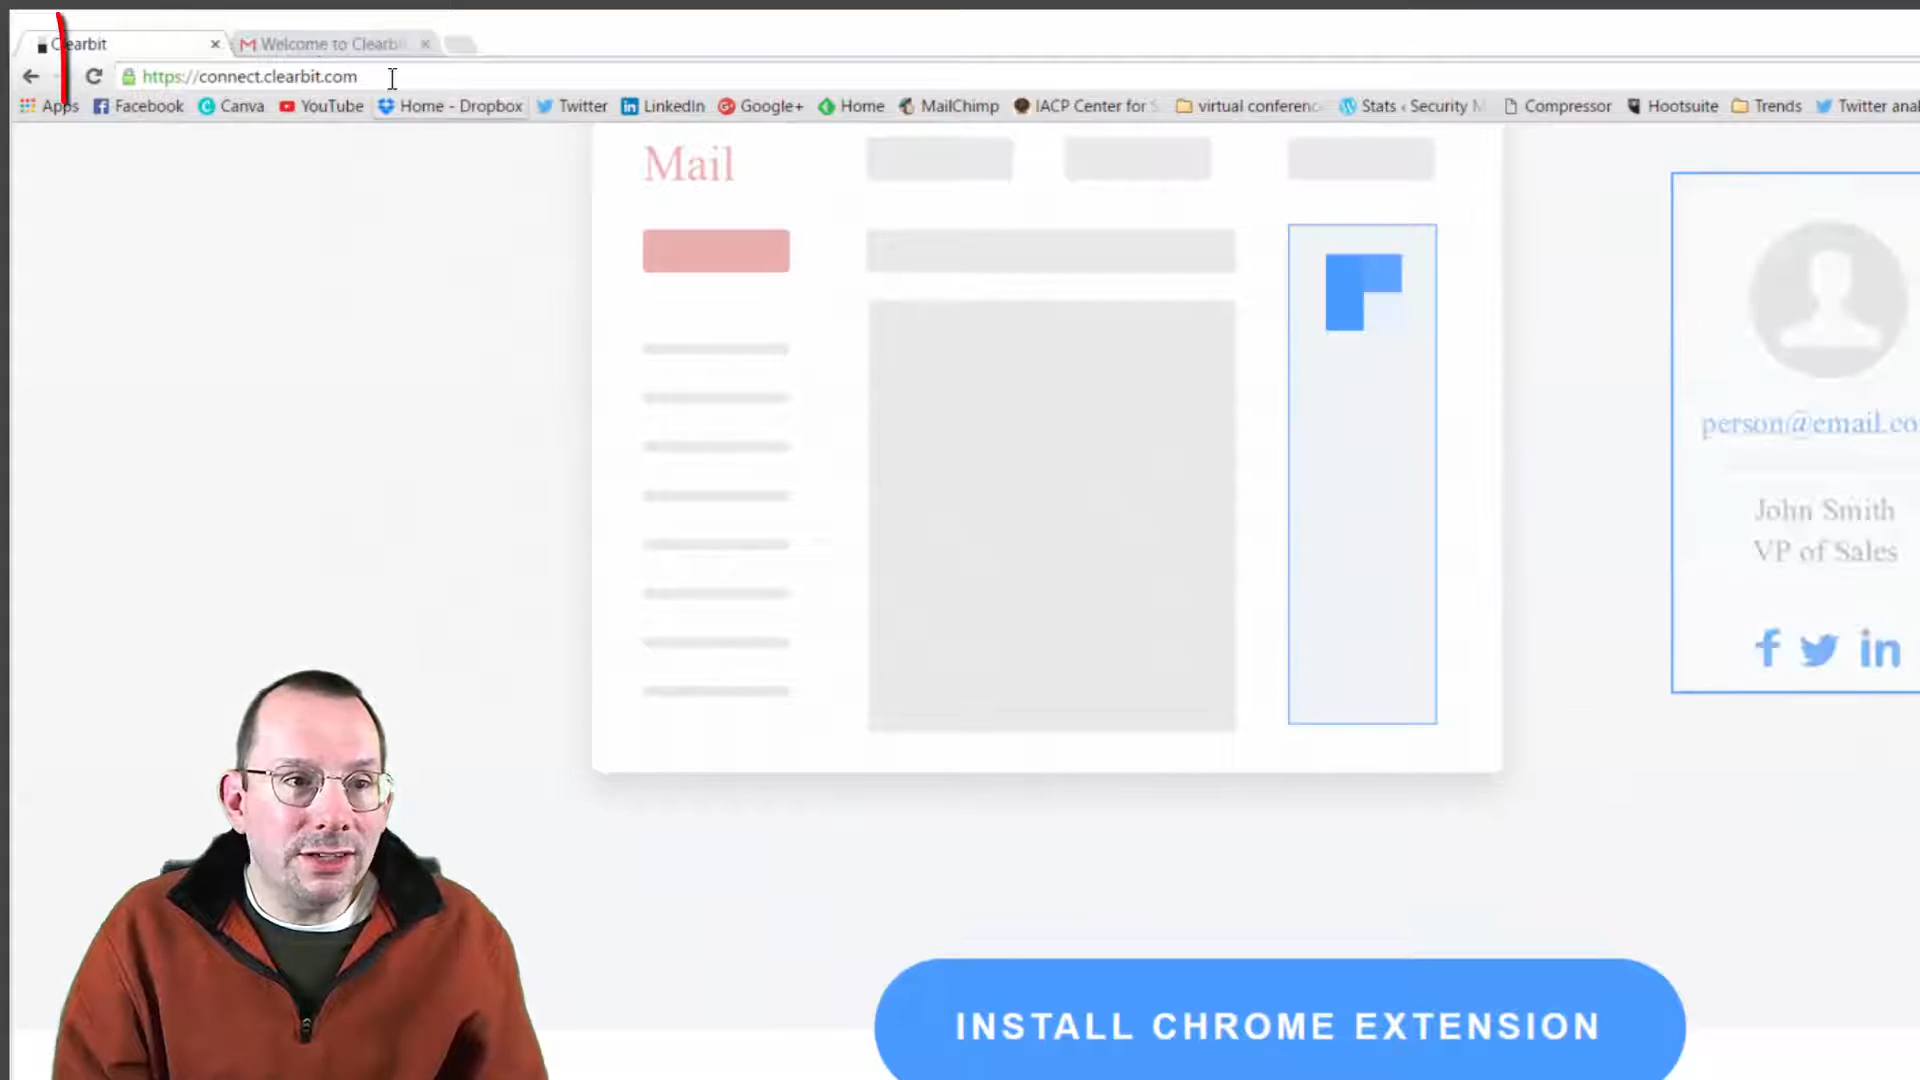 Clearbit
Welcome to Clearbi
https://connect.clearbit.com
Apps Facebook Canva YouTube Home - Dropbox Twitter LinkedIn Google+ Home MailChimp IACP Center for S virtual conferenc Stats ‹ Security M Compressor Hootsuite Trends Twitter anal
Mail
person@email.co
John Smith
VP of Sales
INSTALL CHROME EXTENSION